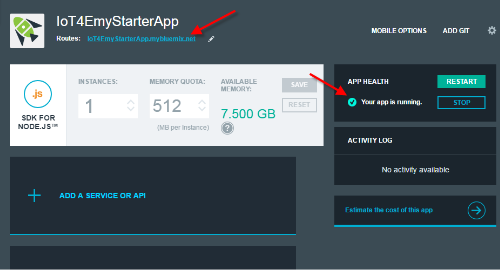 IoT4EmyStarterApp
Routes: IoT4EmyStarterApp.mybluemix.net
MOBILE OPTIONS
ADD GIT
.js
SDK FOR
NODE.JS™
INSTANCES:
1
MEMORY QUOTA:
512
(MB per instance)
AVAILABLE
MEMORY:
7.500 GB
?
SAVE
RESET
APP HEALTH
RESTART
Your app is running.
STOP
ACTIVITY LOG
No activity available
ADD A SERVICE OR API
Estimate the cost of this app